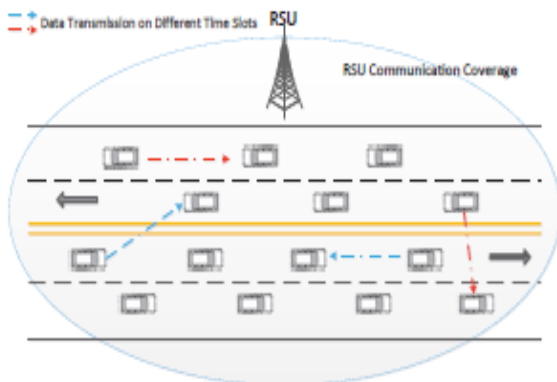 Data Transmission on Different Time Slots
RSU
RSU Communication Coverage